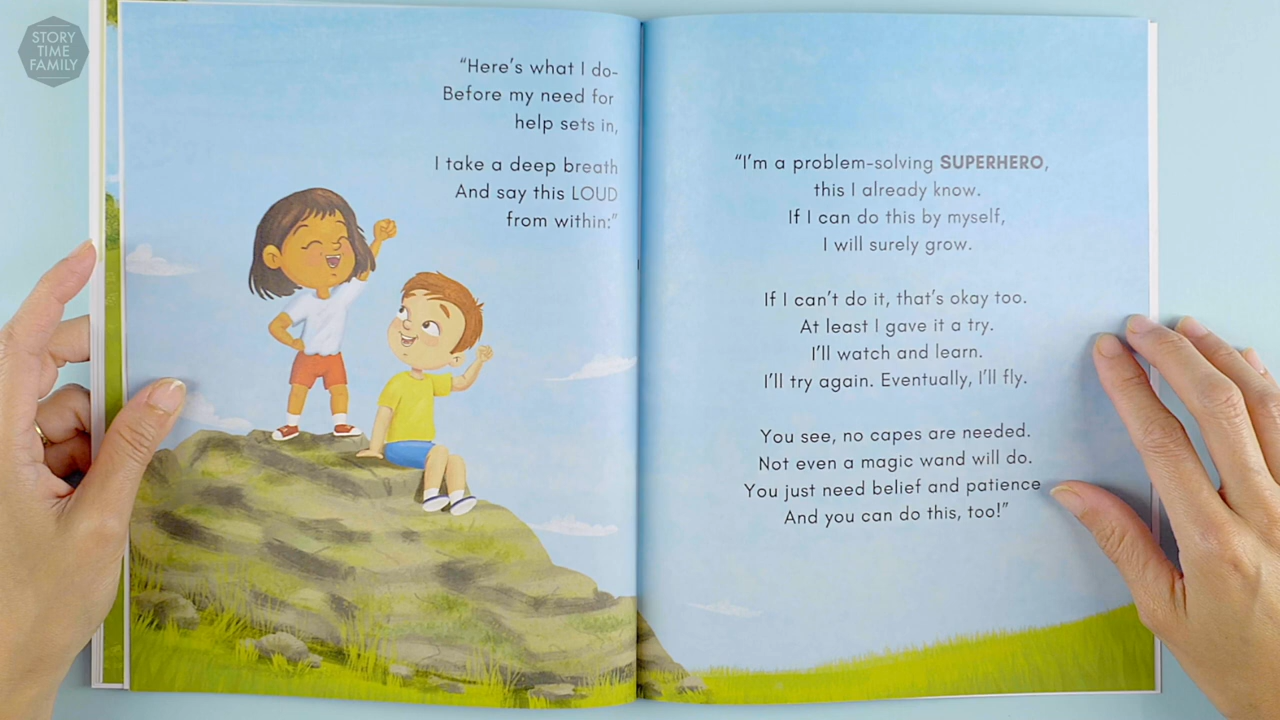 STORY
TIME
FAMILY
“Here’s what I do-
Before my need for
help sets in,
I take a deep breath
And say this LOUD
from within:”
“I’m a problem-solving SUPERHERO,
this I already know.
If I can do this by myself,
I will surely grow.
If I can’t do it, that’s okay too.
At least I gave it a try.
I’ll watch and learn.
I’ll try again. Eventually, I’ll fly.
You see, no capes are needed.
Not even a magic wand will do.
You just need belief and patience
And you can do this, too!”